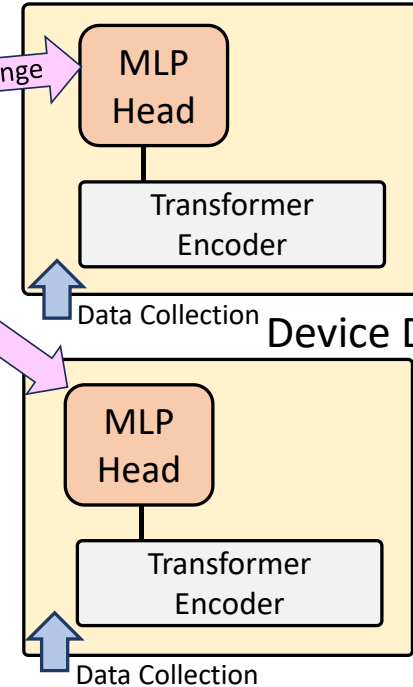 nge
MLP
Head
Transformer
Encoder
Data Collection
Device D
MLP
Head
Transformer
Encoder
Data Collection